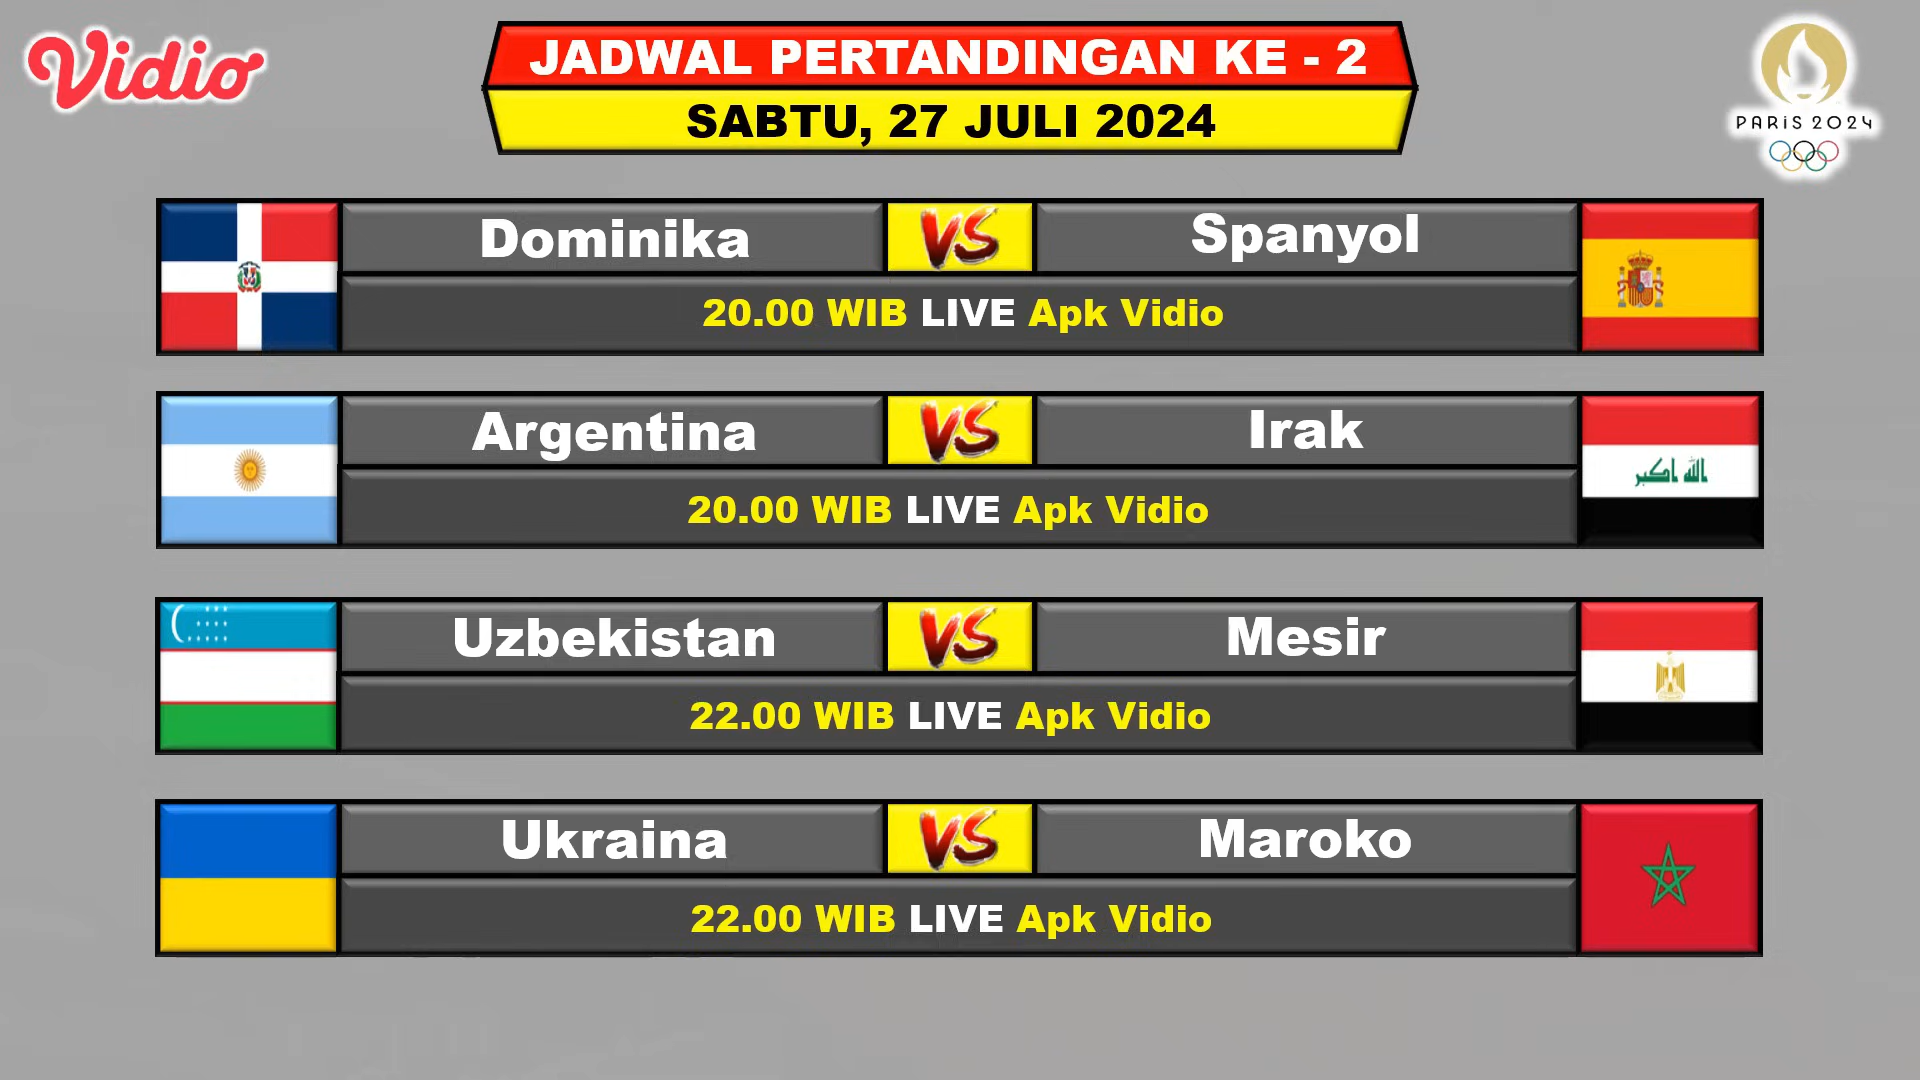 Vidio
JADWAL PERTANDINGAN KE - 2
SABTU, 27 JULI 2024
PARIS 2024
Dominika VS Spanyol
20.00 WIB LIVE Apk Vidio
Argentina VS Irak
الله اكبر
20.00 WIB LIVE Apk Vidio
Uzbekistan VS Mesir
22.00 WIB LIVE Apk Vidio
Ukraina VS Maroko
22.00 WIB LIVE Apk Vidio